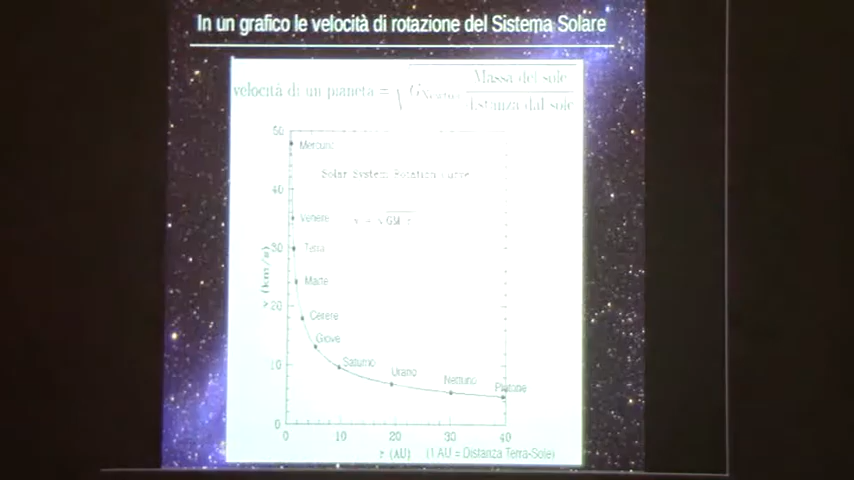 In un grafico le velocità di rotazione del Sistema Solare
velocità di un pianeta = √ G Massa del sole
distanza dal sole
50
Mercurio
Solar System Rotation Curve
40
Venere
v = √GM/r
30
Terra
v (km/s)
Marte
20
Cerere
Giove
10
Saturno
Urano
Nettuno
Plutone
0
0 10 20 30 40
r (AU) (1 AU = Distanza Terra-Sole)